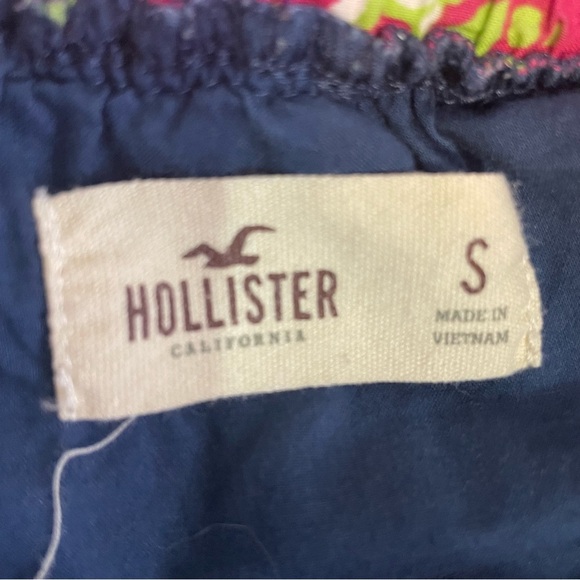 HOLLISTER
CALIFORNIA
S
MADE IN
VIETNAM